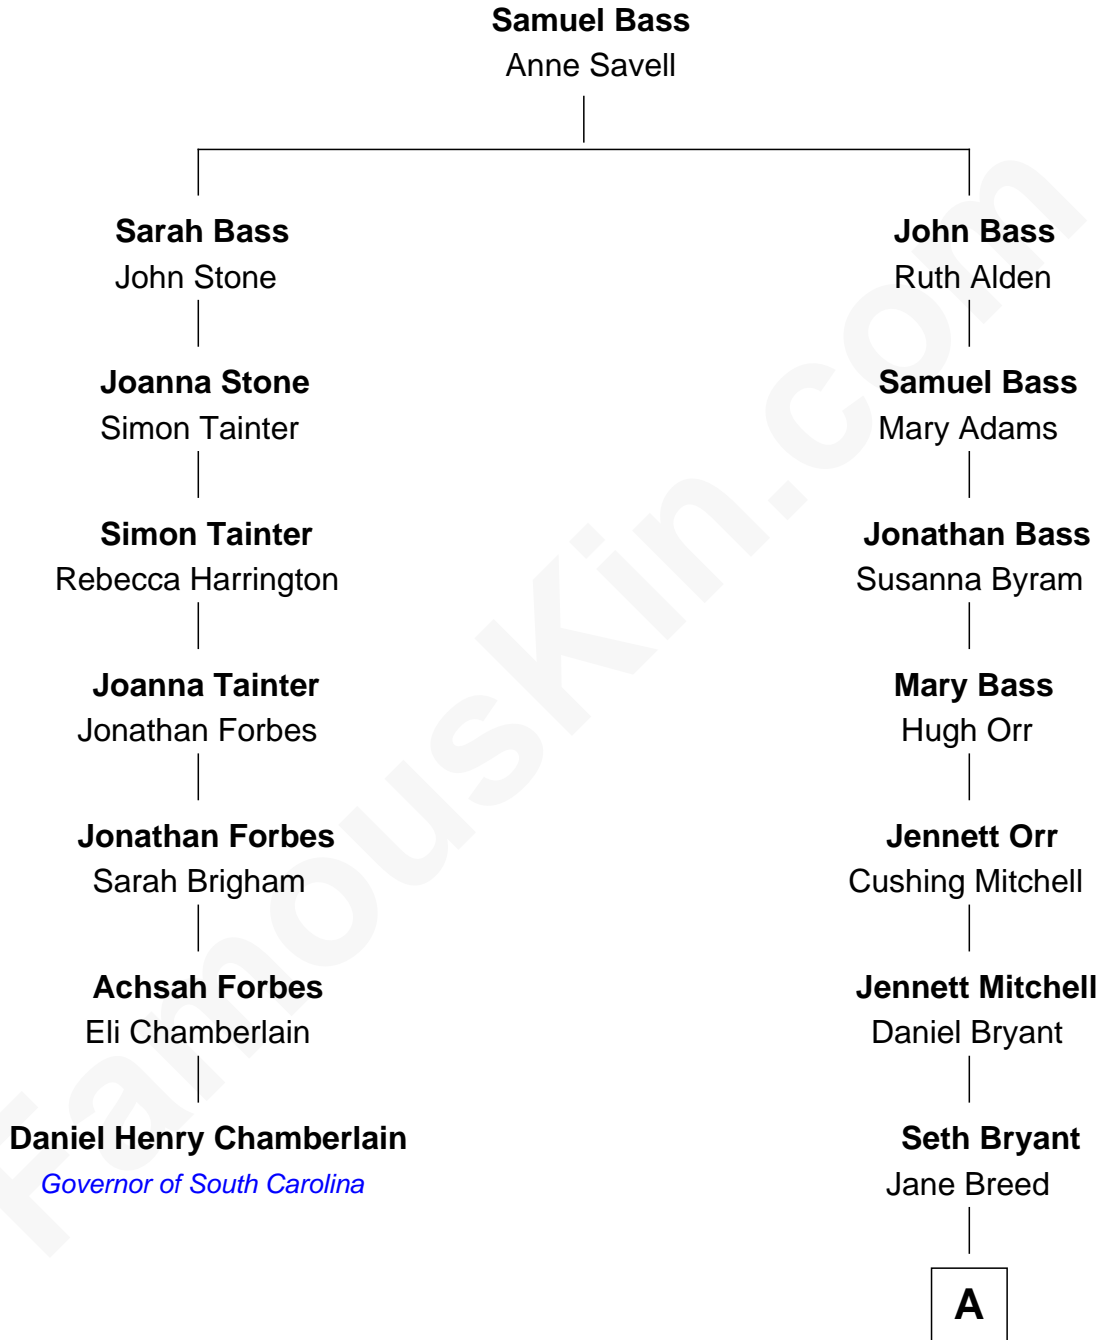 Samuel Bass
Anne Savell
Sarah Bass
John Stone
John Bass
Ruth Alden
Joanna Stone
Simon Tainter
Samuel Bass
Mary Adams
Simon Tainter
Rebecca Harrington
Jonathan Bass
Susanna Byram
Joanna Tainter
Jonathan Forbes
Mary Bass
Hugh Orr
Jonathan Forbes
Sarah Brigham
Jennett Orr
Cushing Mitchell
Achsah Forbes
Eli Chamberlain
Jennett Mitchell
Daniel Bryant
Daniel Henry Chamberlain
Governor of South Carolina
Seth Bryant
Jane Breed
A
FamousKin.com